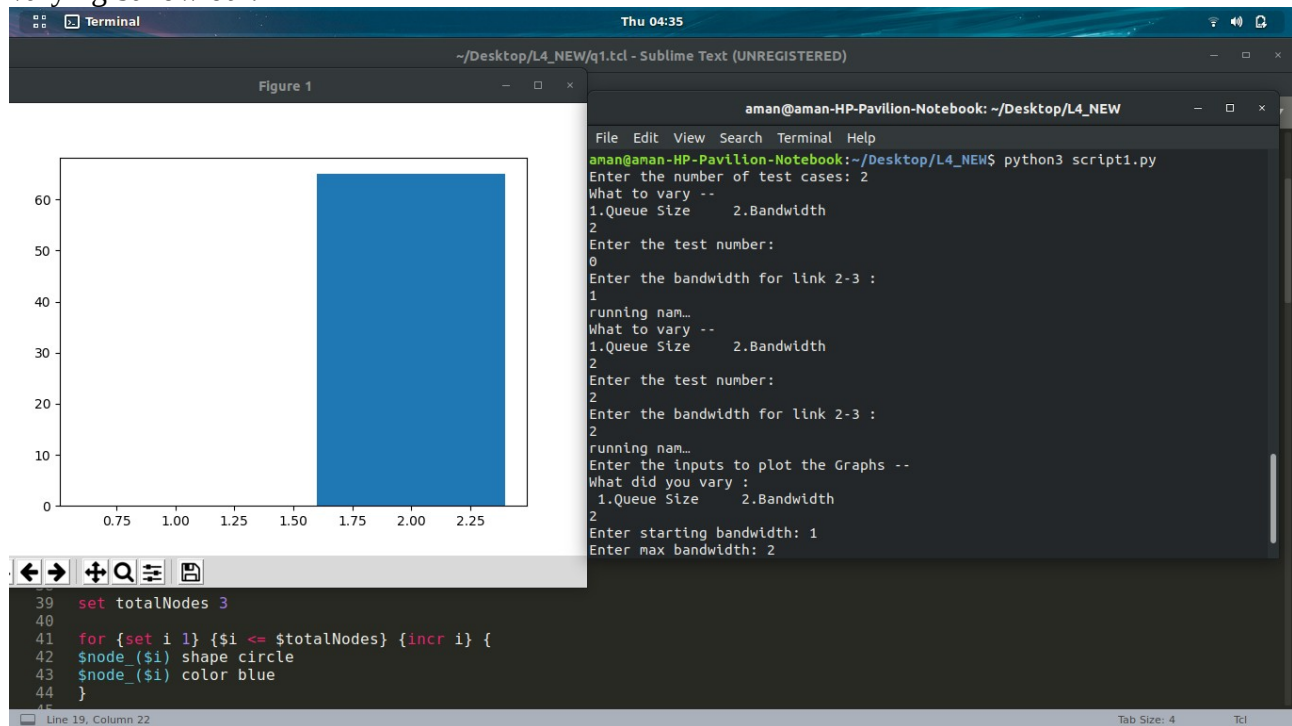 Terminal
Thu 04:35
~/Desktop/L4_NEW/q1.tcl - Sublime Text (UNREGISTERED)
Figure 1
60
50
40
30
20
10
0
0.75 1.00 1.25 1.50 1.75 2.00 2.25
aman@aman-HP-Pavilion-Notebook: ~/Desktop/L4_NEW
File Edit View Search Terminal Help
aman@aman-HP-Pavilion-Notebook:~/Desktop/L4_NEW$ python3 script1.py
Enter the number of test cases: 2
What to vary --
1.Queue Size 2.Bandwidth
2
Enter the test number:
0
Enter the bandwidth for link 2-3 :
1
running nam…
What to vary --
1.Queue Size 2.Bandwidth
2
Enter the test number:
2
Enter the bandwidth for link 2-3 :
2
running nam…
Enter the inputs to plot the Graphs --
What did you vary :
1.Queue Size 2.Bandwidth
2
Enter starting bandwidth: 1
Enter max bandwidth: 2
39 set totalNodes 3
40
41 for {set i 1} {$i <= $totalNodes} {incr i} {
42 $node_($i) shape circle
43 $node_($i) color blue
44 }
Line 19, Column 22
Tab Size: 4
Tcl